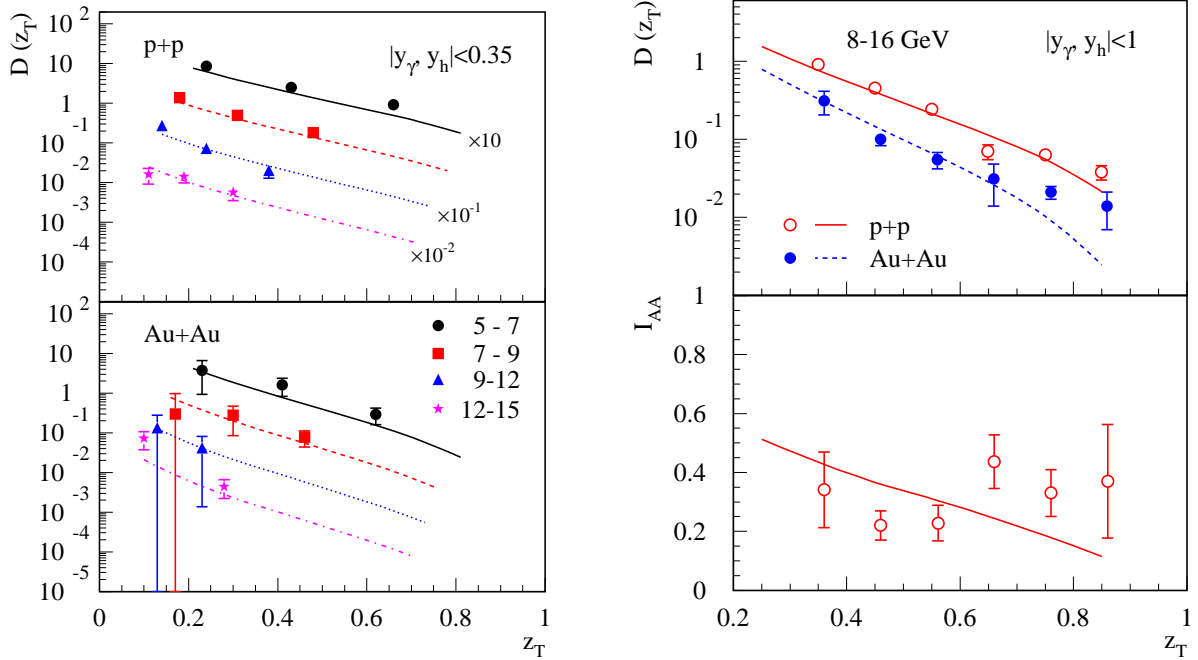 D (z_T)
10^2
10
1
10^-1
10^-2
10^-3
10^-4
p+p
|y_γ, y_h|<0.35
×10
×10^-1
×10^-2
10^2
10
1
10^-1
10^-2
10^-3
10^-4
10^-5
10
Au+Au
5 - 7
7 - 9
9-12
12-15
0 0.2 0.4 0.6 0.8 1
z_T
D (z_T)
1
10^-1
10^-2
8-16 GeV
|y_γ, y_h|<1
p+p
Au+Au
I_AA
1
0.8
0.6
0.4
0.2
0
0.2 0.4 0.6 0.8 1
z_T